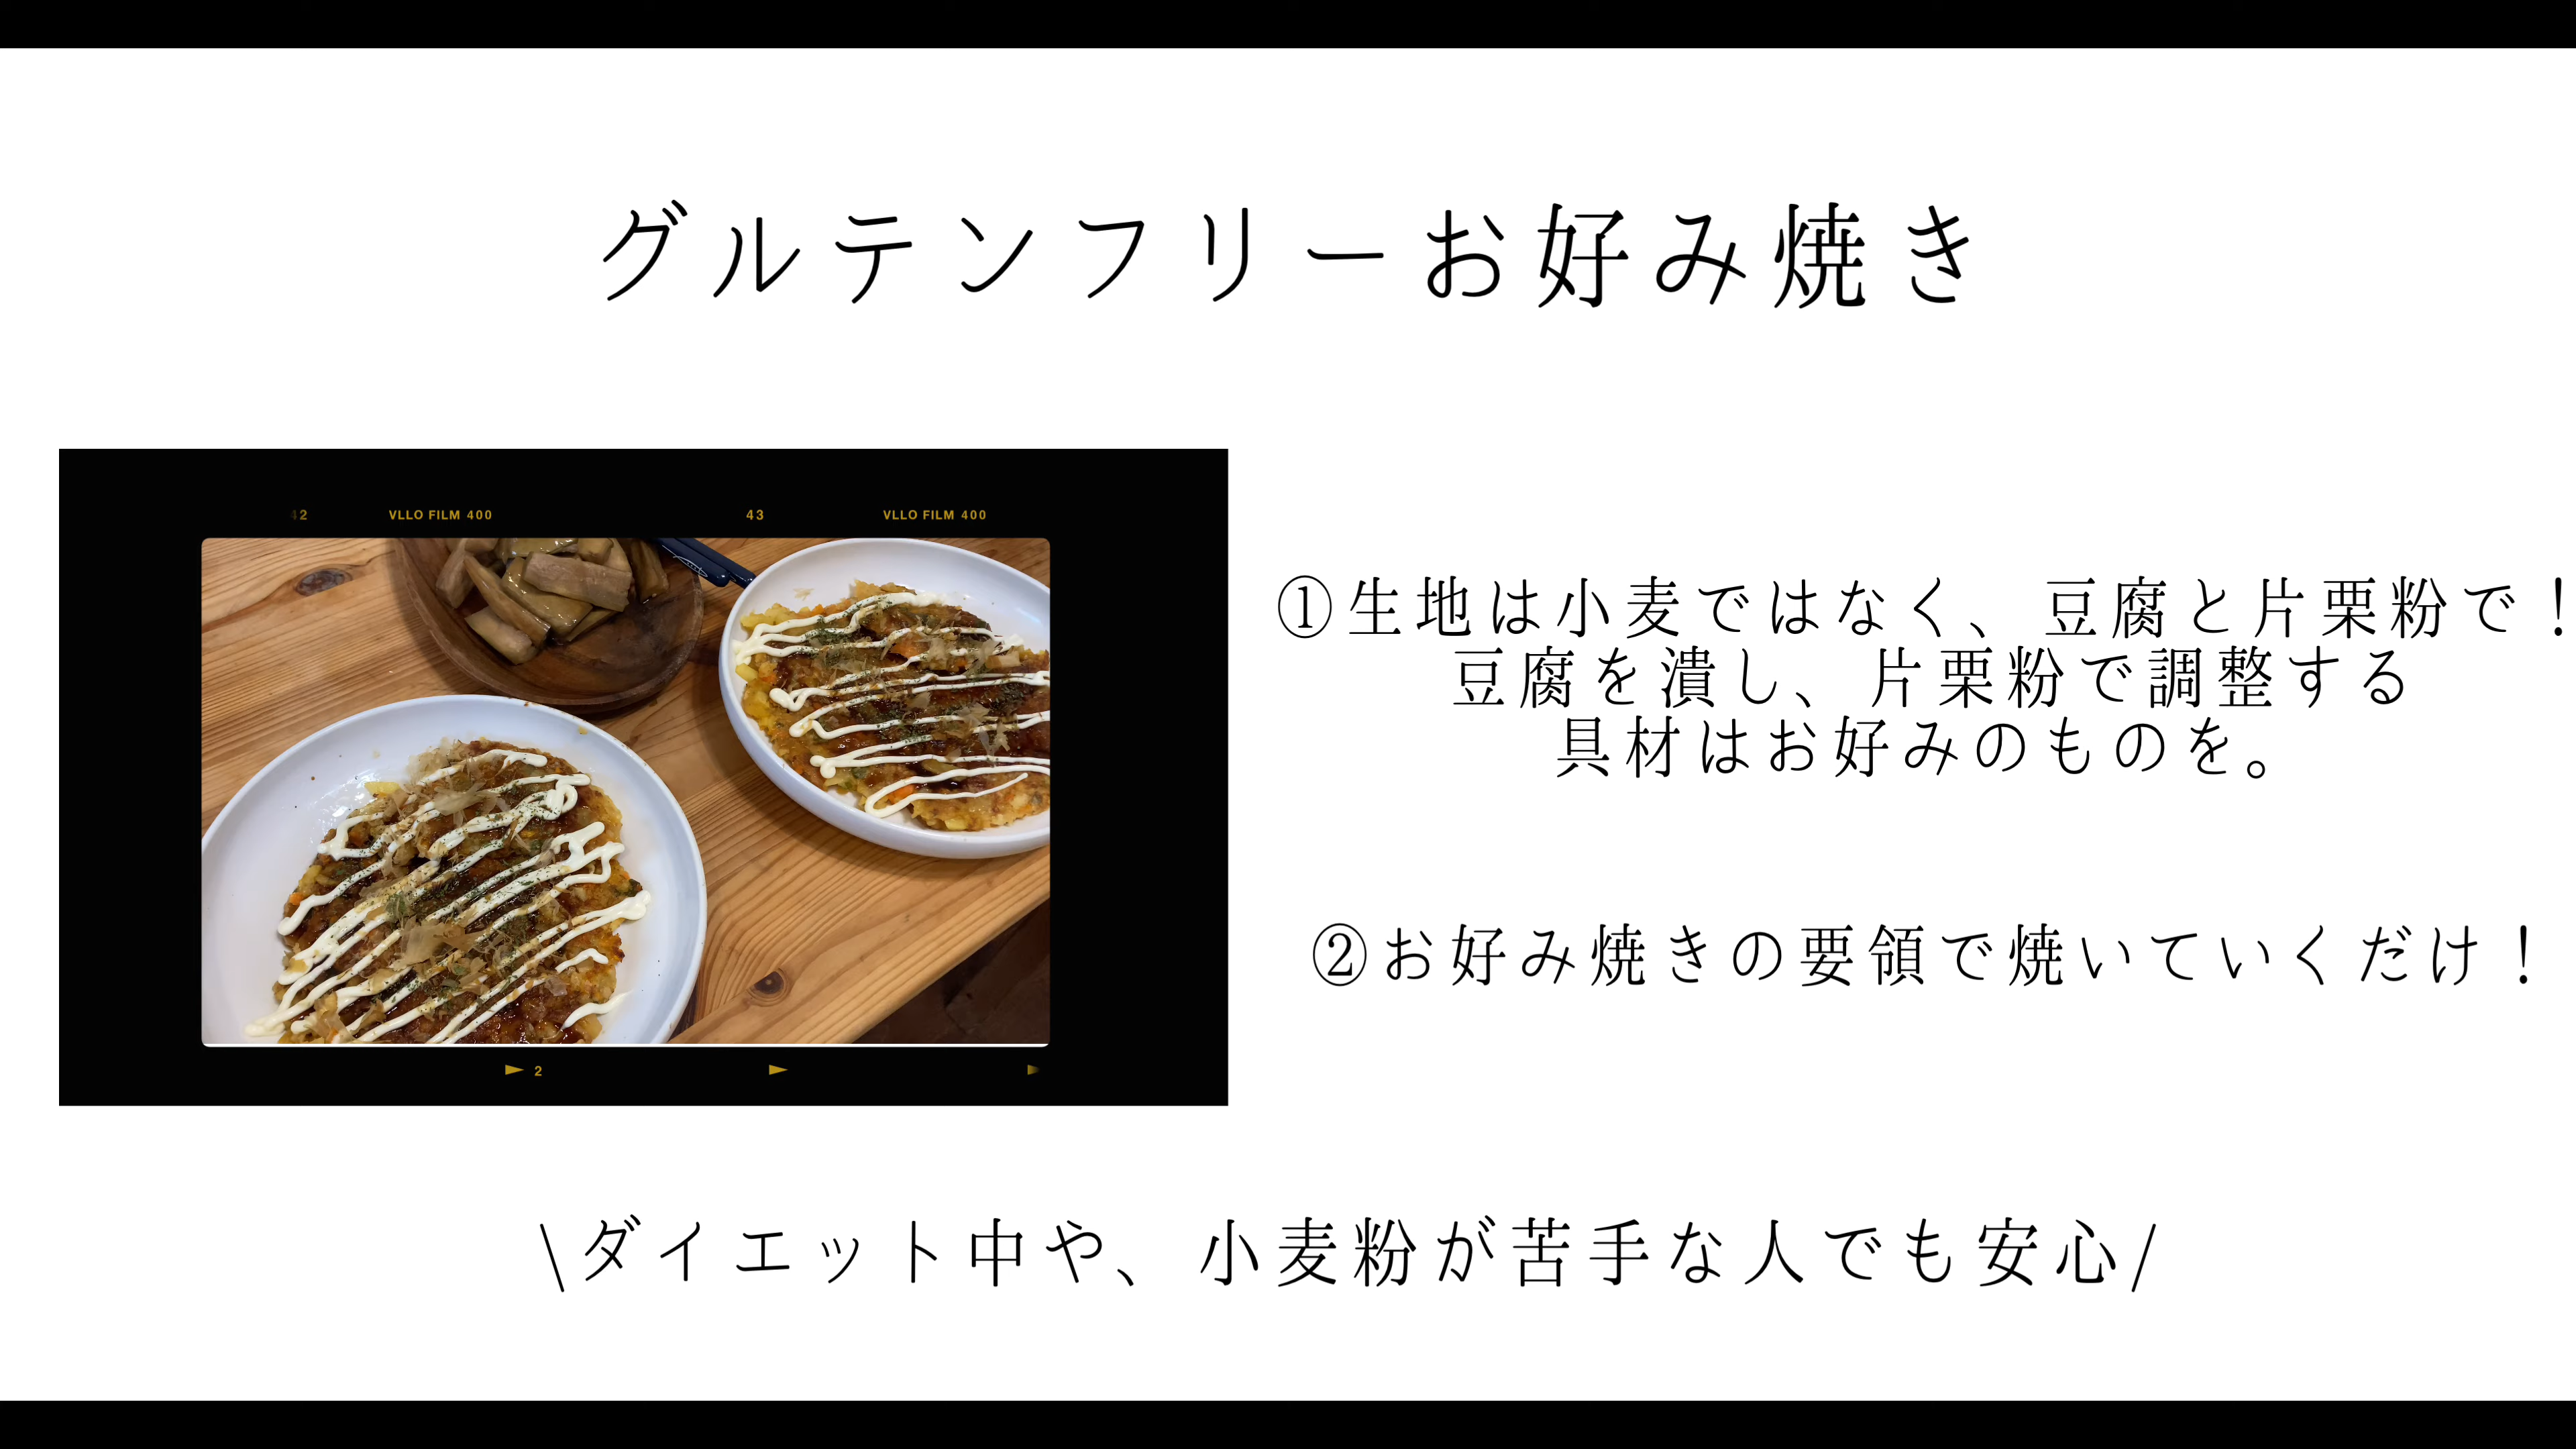 グルテンフリーお好み焼き
42 VLLO FILM 400 43 VLLO FILM 400
①生地は小麦ではなく、豆腐と片栗粉で！
豆腐を潰し、片栗粉で調整する
具材はお好みのものを。
②お好み焼きの要領で焼いていくだけ！
2
\ダイエット中や、小麦粉が苦手な人でも安心/